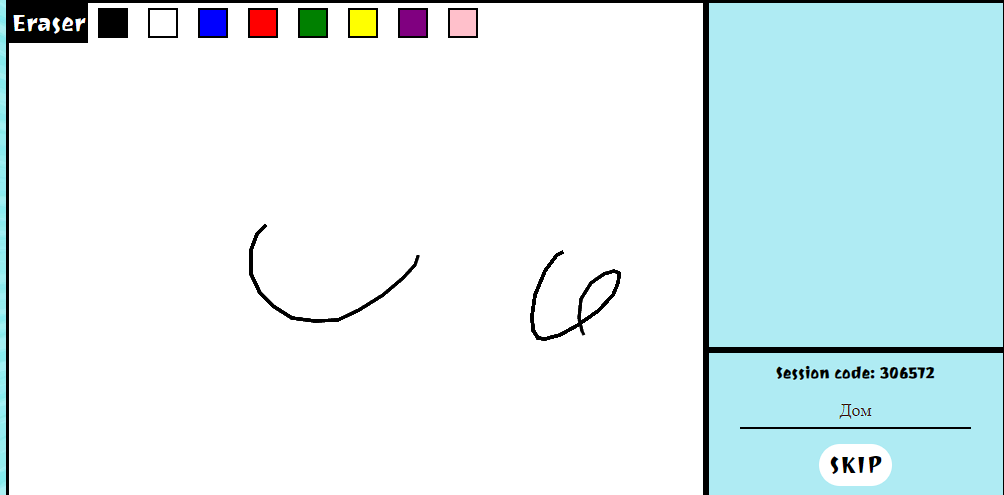 Eraser
Session code: 306572
Дом
SKIP